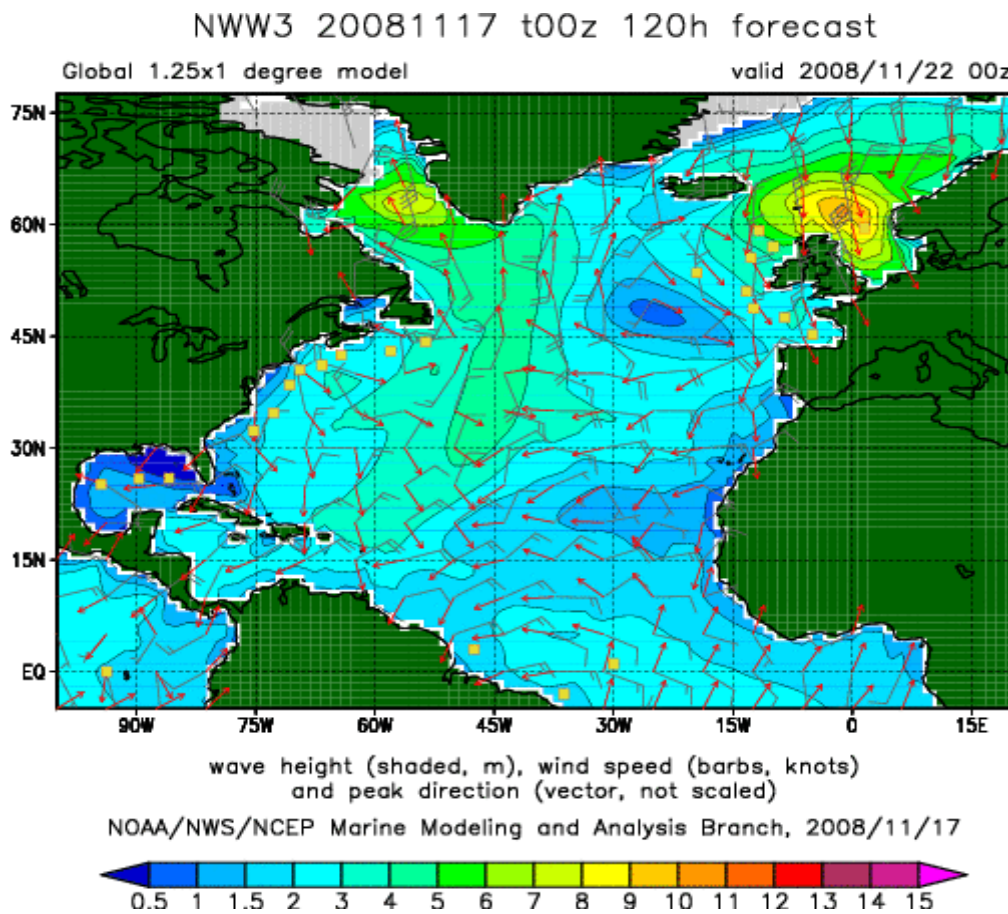 NWW3 20081117 t00z 120h forecast
Global 1.25x1 degree model
valid 2008/11/22 00z
75N
60N
45N
30N
15N
EQ
90W 75W 60W 45W 30W 15W 0 15E
wave height (shaded, m), wind speed (barbs, knots)
and peak direction (vector, not scaled)
NOAA/NWS/NCEP Marine Modeling and Analysis Branch, 2008/11/17
0.5 1 1.5 2 3 4 5 6 7 8 9 10 11 12 13 14 15